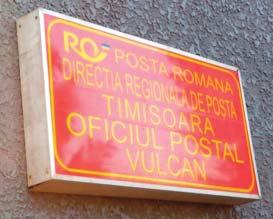 RO POSTA ROMANA
DIRECTIA REGIONALA DE POSTA
TIMISOARA
OFICIUL POSTAL
VULCAN